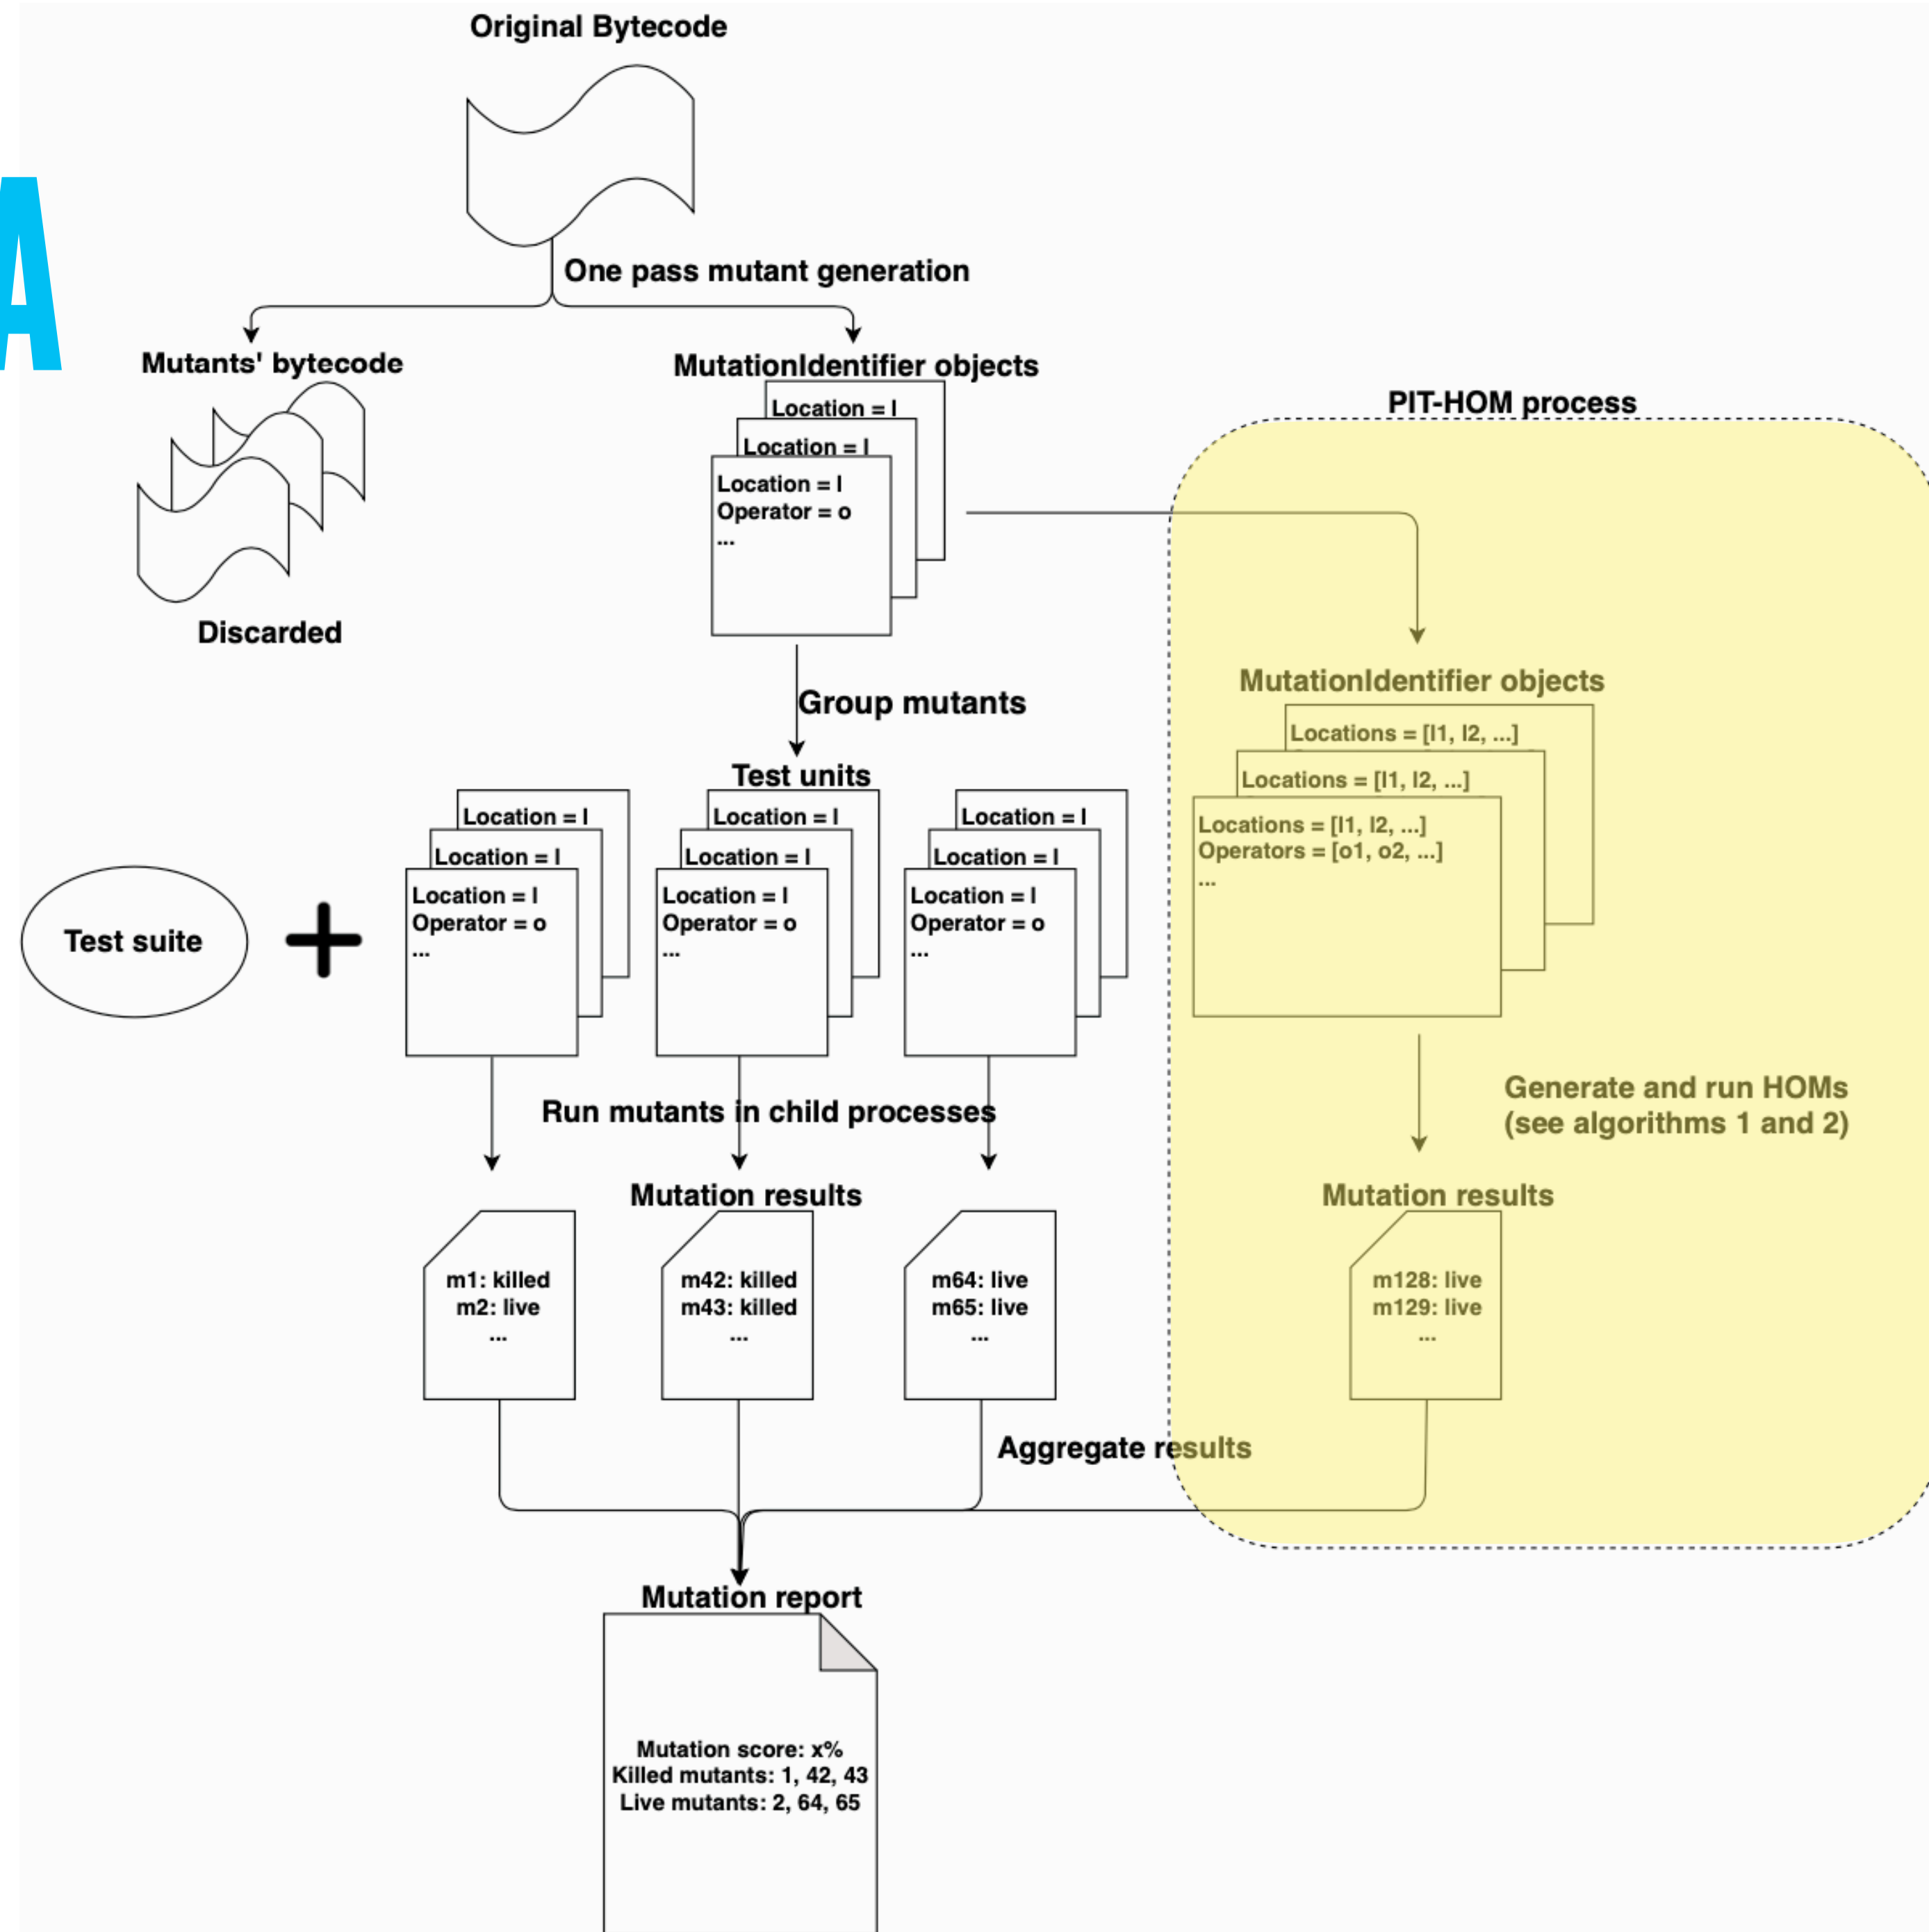 Original Bytecode
A
One pass mutant generation
Mutants' bytecode
Discarded
MutationIdentifier objects
Location = l
Location = l
Location = l
Operator = o
...
PIT-HOM process
MutationIdentifier objects
Locations = [l1, l2, ...]
Locations = [l1, l2, ...]
Locations = [l1, l2, ...]
Operators = [o1, o2, ...]
...
Group mutants
Test units
Test suite
Location = l
Location = l
Location = l
Operator = o
...
Location = l
Location = l
Location = l
Operator = o
...
Location = l
Location = l
Location = l
Operator = o
...
Run mutants in child processes
Generate and run HOMs
(see algorithms 1 and 2)
Mutation results
m1: killed
m2: live
...
m42: killed
m43: killed
...
m64: live
m65: live
...
Mutation results
m128: live
m129: live
...
Aggregate results
Mutation report
Mutation score: x%
Killed mutants: 1, 42, 43
Live mutants: 2, 64, 65